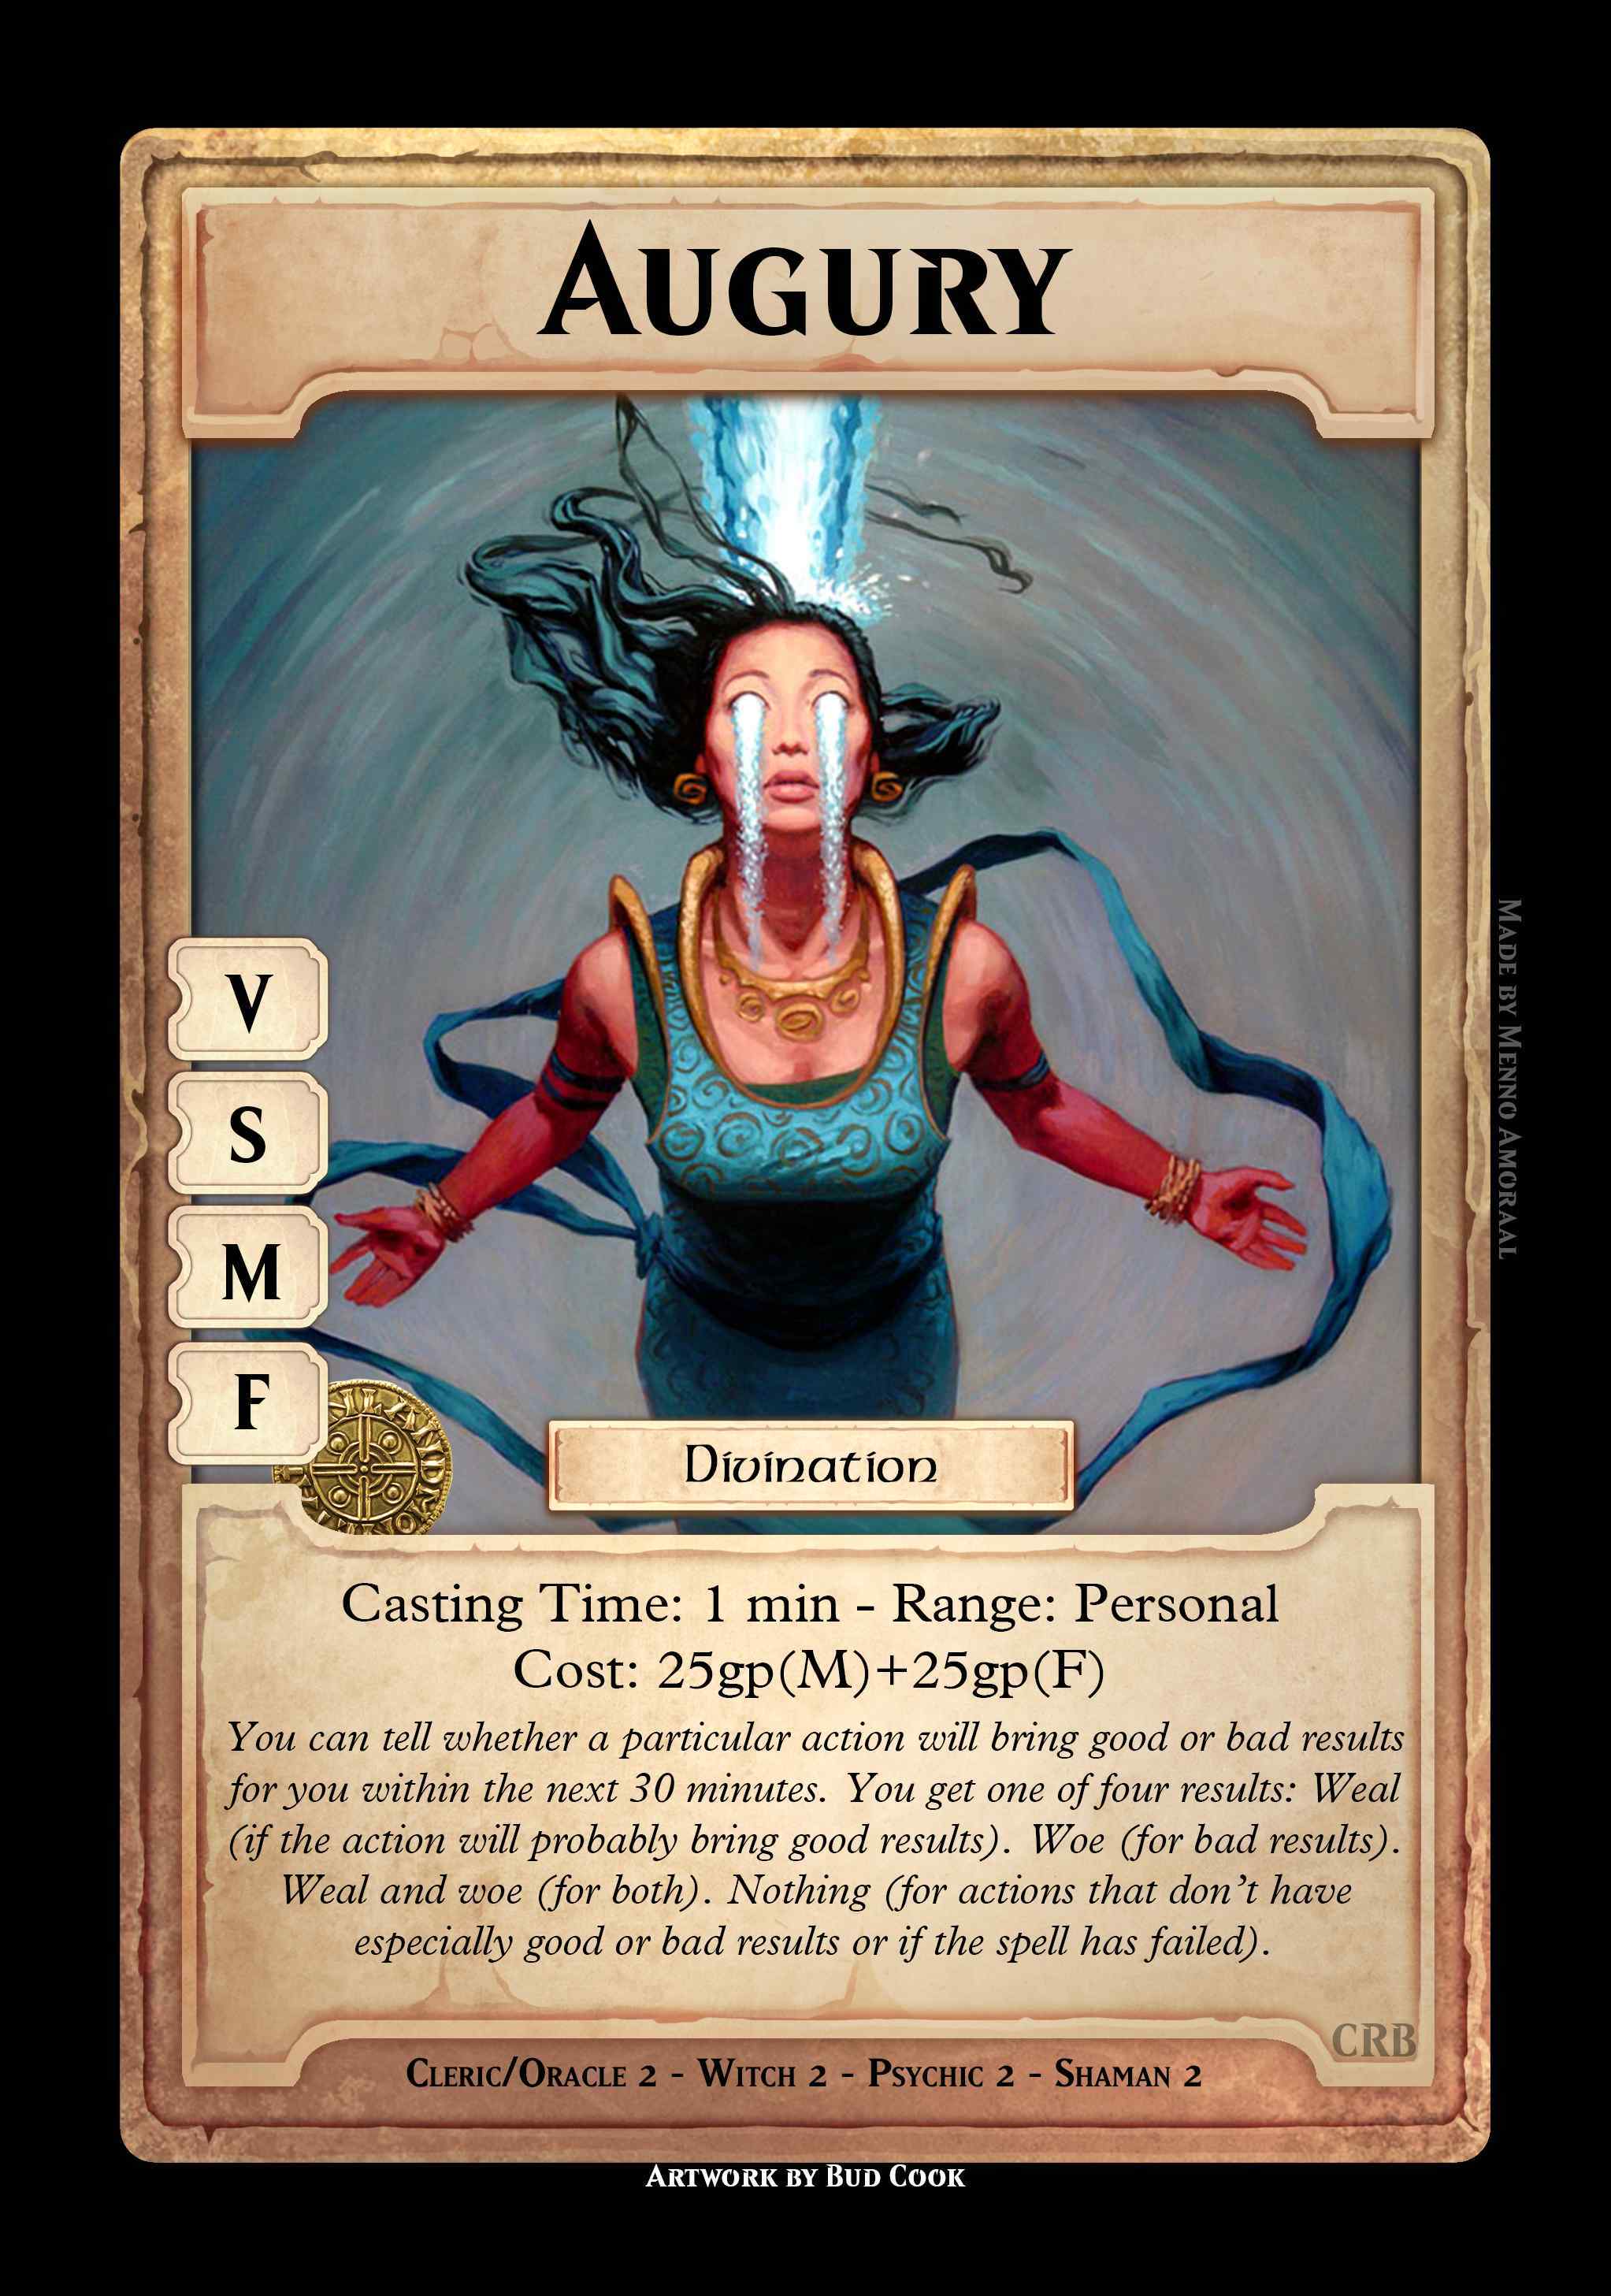 Augury
V
S
M
F
Divination
Casting Time: 1 min - Range: Personal
Cost: 25gp(M)+25gp(F)
You can tell whether a particular action will bring good or bad results
for you within the next 30 minutes. You get one of four results: Weal
(if the action will probably bring good results). Woe (for bad results).
Weal and woe (for both). Nothing (for actions that don't have
especially good or bad results or if the spell has failed).
CRB
Cleric/Oracle 2 - Witch 2 - Psychic 2 - Shaman 2
Artwork by Bud Cook
Made by Menno Amoraal